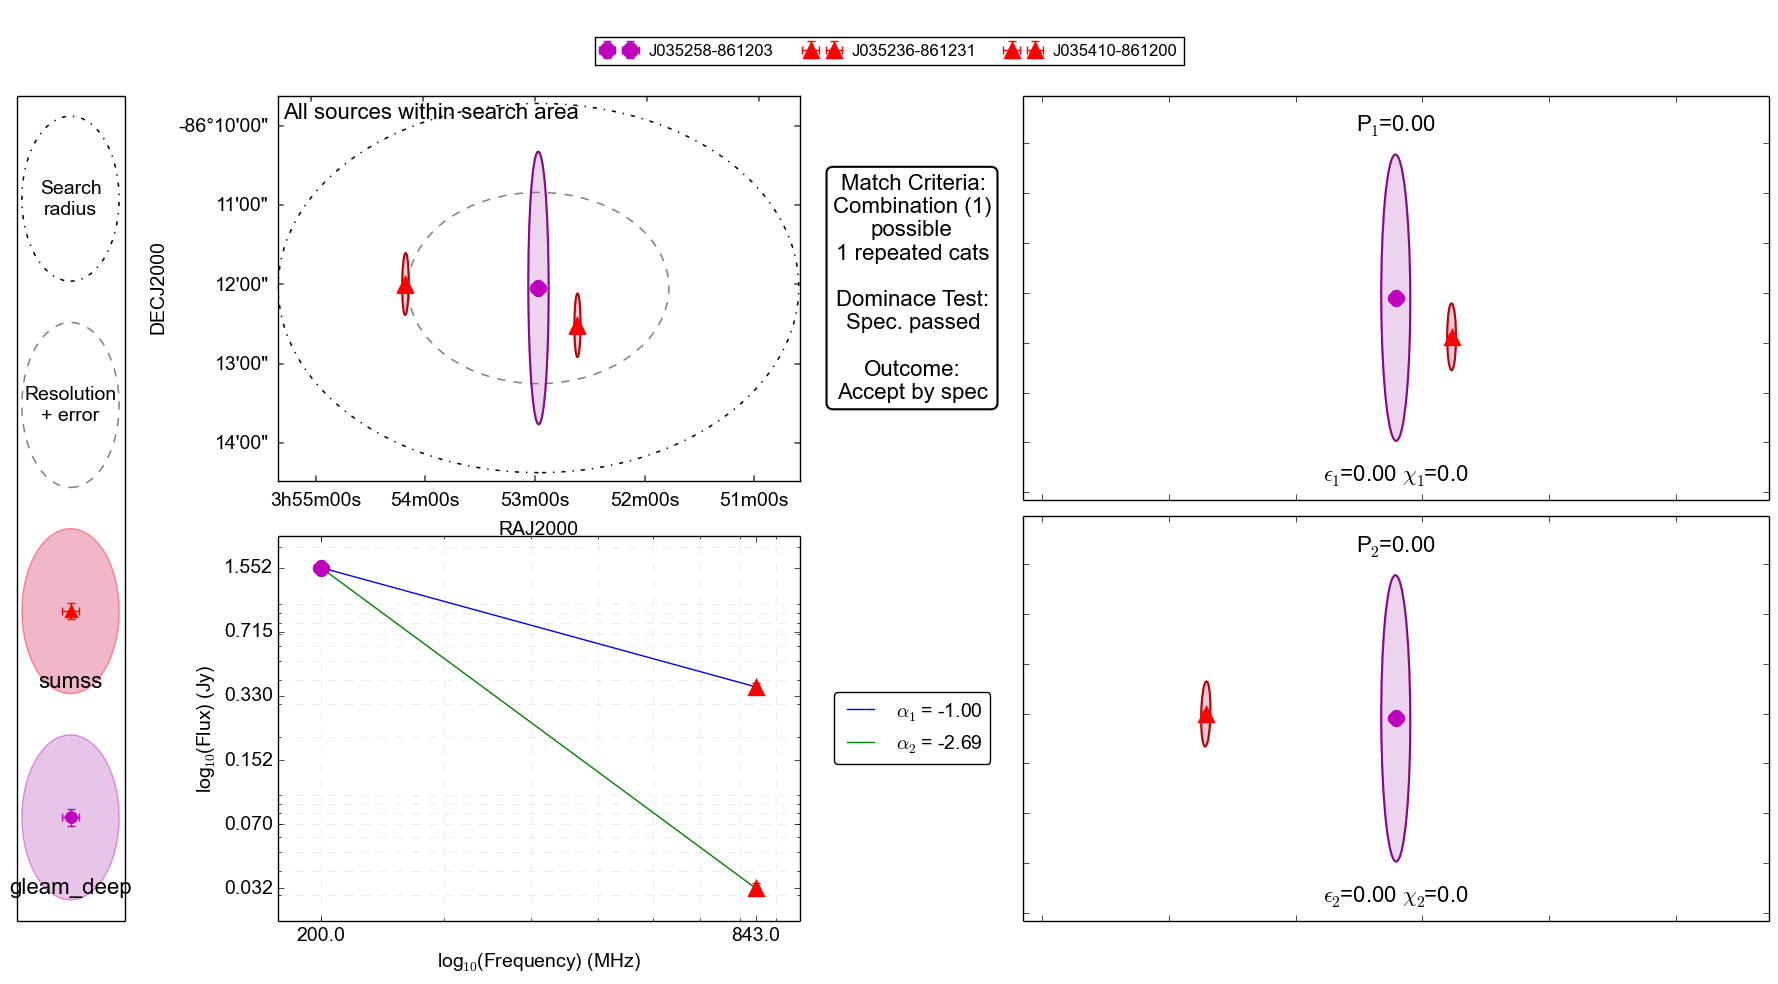 J035258-861203 J035236-861231 J035410-861200
Search
radius
Resolution
+ error
sumss
gleam_deep
All sources within search area
DECJ2000
-86°10'00"
11'00"
12'00"
13'00"
14'00"
3h55m00s 54m00s 53m00s 52m00s 51m00s
RAJ2000
Match Criteria:
Combination (1)
possible
1 repeated cats
Dominace Test:
Spec. passed
Outcome:
Accept by spec
P1=0.00
ϵ1=0.00 χ1=0.0
log10(Flux) (Jy)
1.552
0.715
0.330
0.152
0.070
0.032
200.0 843.0
log10(Frequency) (MHz)
α1 = -1.00
α2 = -2.69
P2=0.00
ϵ2=0.00 χ2=0.0